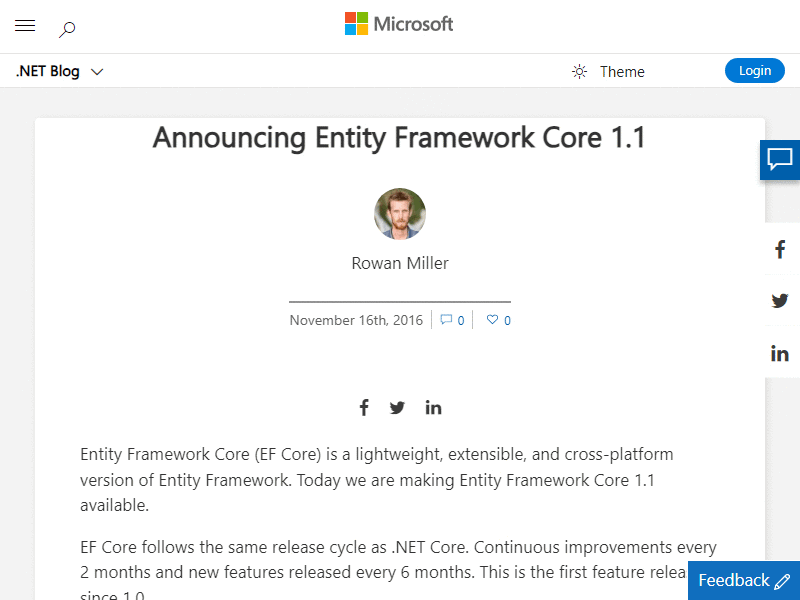 Microsoft
.NET Blog
Theme
Login
Announcing Entity Framework Core 1.1
Rowan Miller
November 16th, 2016 0 0
Entity Framework Core (EF Core) is a lightweight, extensible, and cross-platform
version of Entity Framework. Today we are making Entity Framework Core 1.1
available.
EF Core follows the same release cycle as .NET Core. Continuous improvements every
2 months and new features released every 6 months. This is the first feature
since 1.0
Feedback